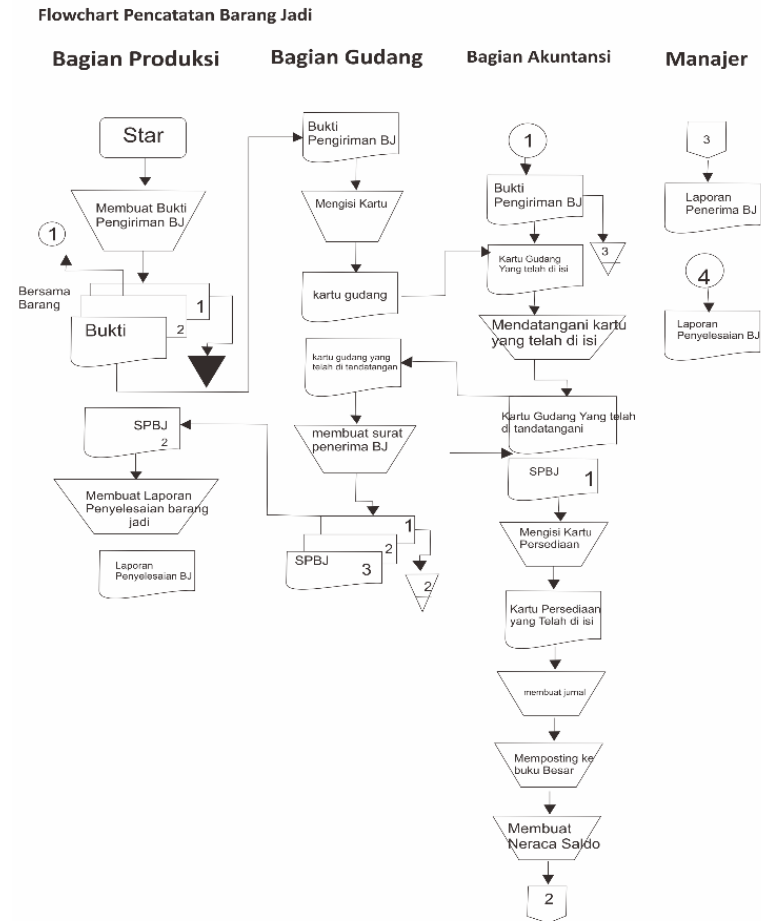 Flowchart Pencatatan Barang Jadi
Bagian Produksi
Bagian Gudang
Bagian Akuntansi
Manajer
Star
Membuat Bukti
Pengiriman BJ
1
Bersama
Barang
1
2
Bukti
SPBJ
2
Membuat Laporan
Penyelesaian barang
jadi
Laporan
Penyelesaian BJ
Bukti
Pengiriman BJ
Mengisi Kartu
kartu gudang
kartu gudang yang
telah di tandatangan
membuat surat
penerima BJ
1
2
SPBJ
3
2
1
Bukti
Pengiriman BJ
3
Kartu Gudang
Yang telah di isi
Mendatangani kartu
yang telah di isi
Kartu Gudang Yang telah
di tandatangani
SPBJ
1
Mengisi Kartu
Persediaan
Kartu Persediaan
yang Telah di isi
membuat jurnal
Memposting ke
buku Besar
Membuat
Neraca Saldo
2
3
Laporan
Penerima BJ
4
Laporan
Penyelesaian BJ